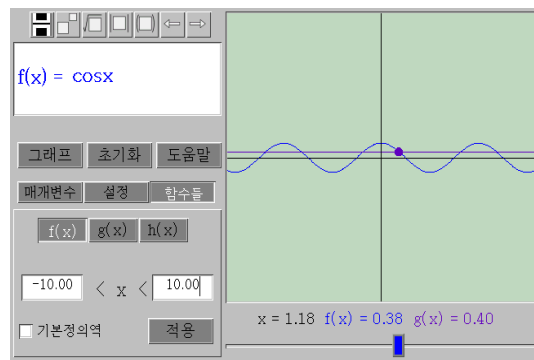 f(x) = cosx
그래프 초기화 도움말
매개변수 설정 함수들
f(x) g(x) h(x)
-10.00 < x < 10.00
기본정의역 적용
x = 1.18 f(x) = 0.38 g(x) = 0.40